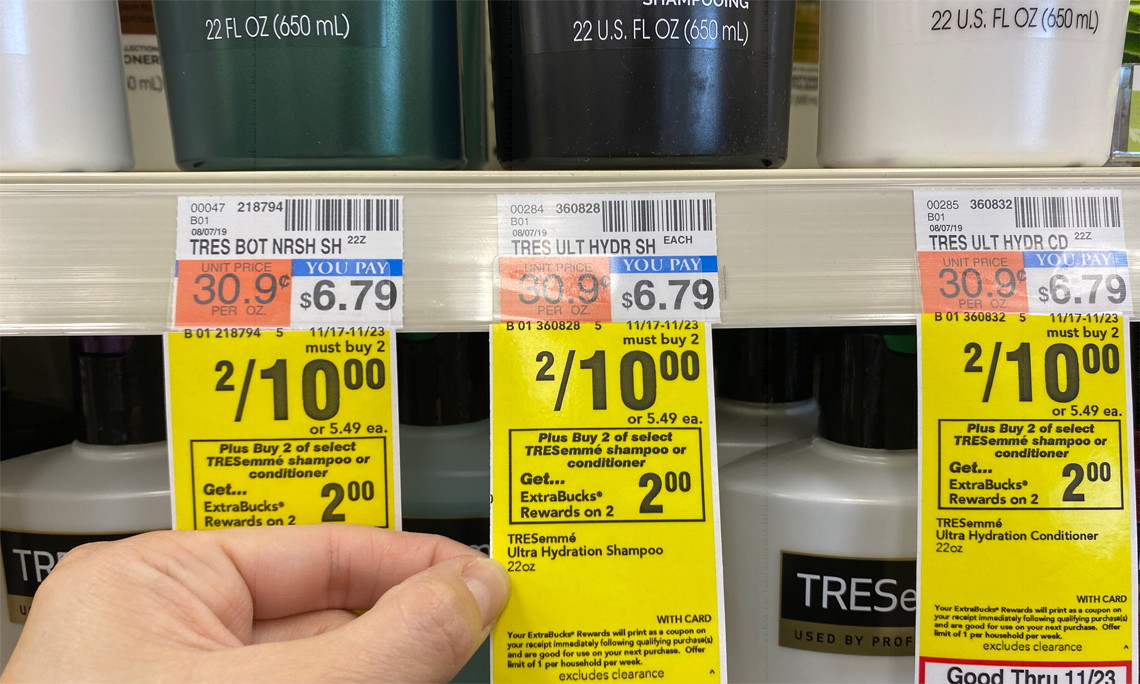 22 FL OZ (650 mL)
SHAMPOOING
22 U.S. FL OZ (650 mL)
22 U.S. FL OZ (650 mL)
LECTION
ONER
0 mL)
00047 218794
B01
08/07/19
TRES BOT NRSH SH 22Z
UNIT PRICE
30.9¢
PER OZ.
YOU PAY
$6.79
B 01 218794 5 11/17-11/23
must buy 2
2/10 00
or 5.49 ea.
Plus Buy 2 of select
TRESemmé shampoo or
conditioner
Get...
ExtraBucks®
Rewards on 2
2 00
00284 360828
B01
08/07/19
TRES ULT HYDR SH EACH
UNIT PRICE
30.9¢
PER OZ.
YOU PAY
$6.79
B 01 360828 5 11/17-11/23
must buy 2
2/10 00
or 5.49 ea.
Plus Buy 2 of select
TRESemmé shampoo or
conditioner
Get...
ExtraBucks®
Rewards on 2
2 00
TRESemmé
Ultra Hydration Shampoo
22oz
WITH CARD
Your ExtraBucks® Rewards will print as a coupon on
your receipt immediately following qualifying purchase(s)
and are good for use on your next purchase. Offer
limit of 1 per household per week.
excludes clearance ^
00285 360832
B01
08/07/19
TRES ULT HYDR CD 22Z
UNIT PRICE
30.9¢
PER OZ.
YOU PAY
$6.79
B 01 360832 5 11/17-11/23
must buy 2
2/10 00
or 5.49 ea.
Plus Buy 2 of select
TRESemmé shampoo or
conditioner
Get...
ExtraBucks®
Rewards on 2
2 00
TRESemmé
Ultra Hydration Conditioner
22oz
WITH CARD
Your ExtraBucks® Rewards will print as a coupon on
your receipt immediately following qualifying purchase(s)
and are good for use on your next purchase. Offer
limit of 1 per household per week.
excludes clearance ^
Good Thru 11/23
TR
TRESe
USED BY PROF